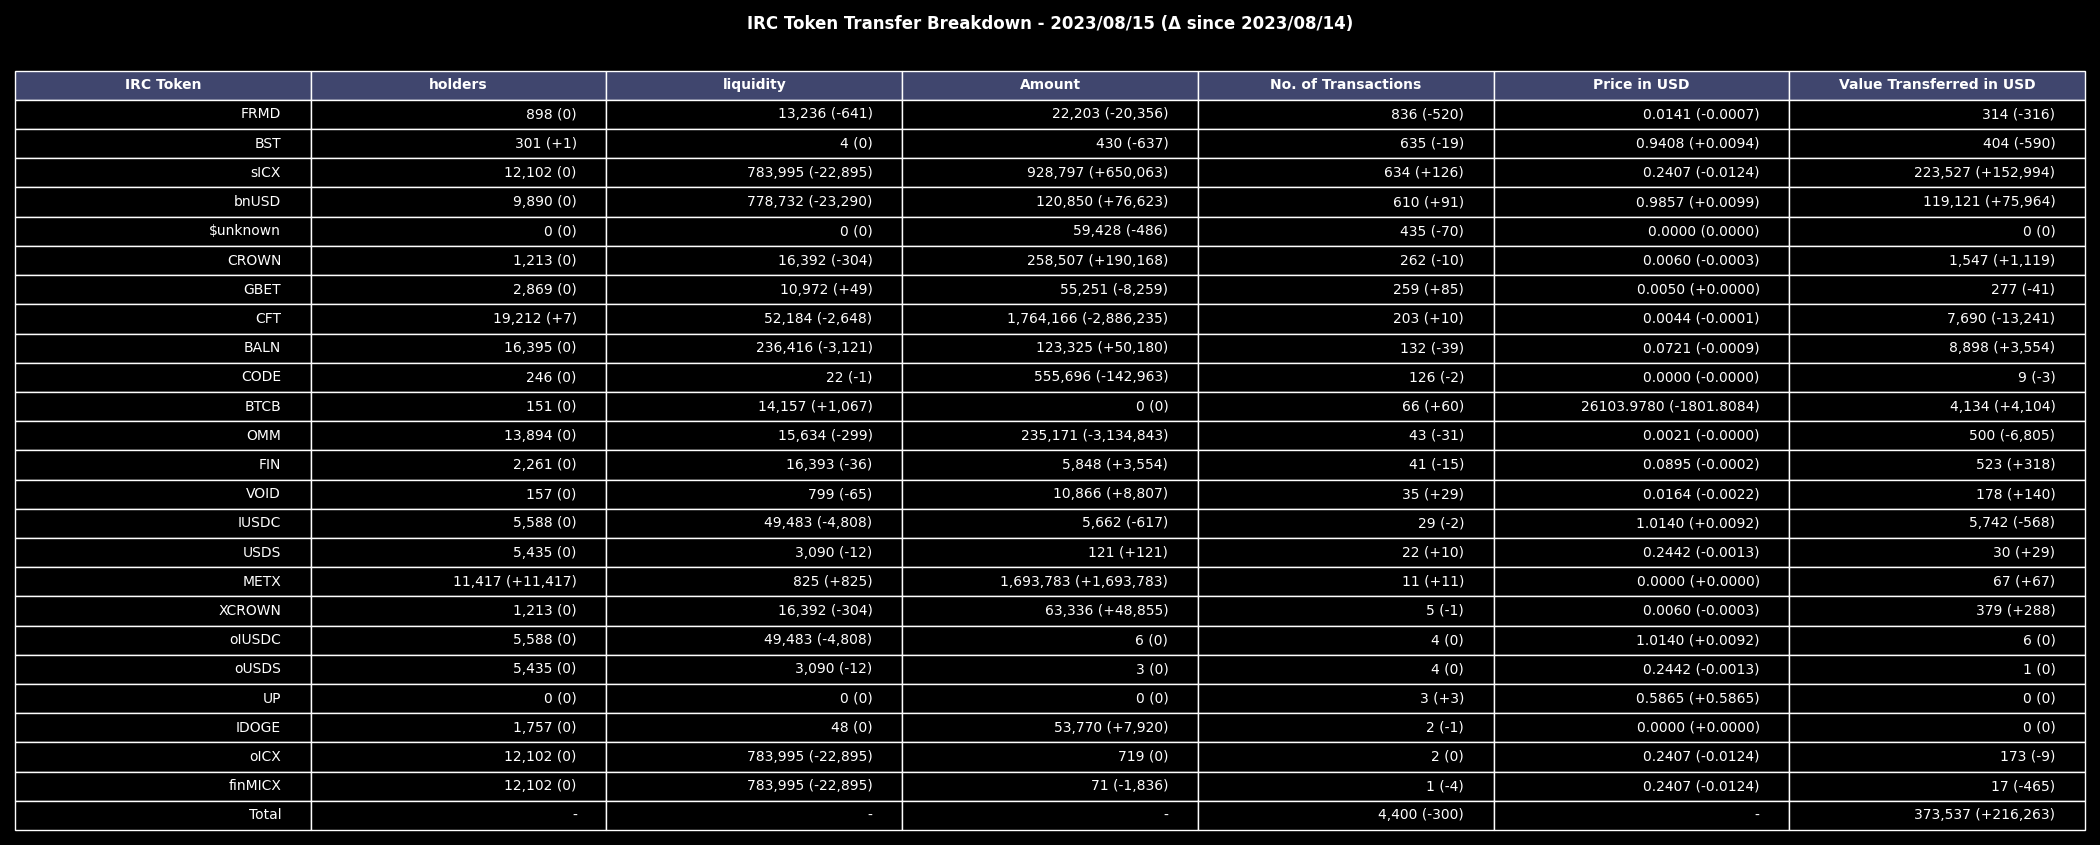 IRC Token Transfer Breakdown - 2023/08/15 (Δ since 2023/08/14)
IRC Token holders liquidity Amount No. of Transactions Price in USD Value Transferred in USD
FRMD 898 (0) 13,236 (-641) 22,203 (-20,356) 836 (-520) 0.0141 (-0.0007) 314 (-316)
BST 301 (+1) 4 (0) 430 (-637) 635 (-19) 0.9408 (+0.0094) 404 (-590)
sICX 12,102 (0) 783,995 (-22,895) 928,797 (+650,063) 634 (+126) 0.2407 (-0.0124) 223,527 (+152,994)
bnUSD 9,890 (0) 778,732 (-23,290) 120,850 (+76,623) 610 (+91) 0.9857 (+0.0099) 119,121 (+75,964)
$unknown 0 (0) 0 (0) 59,428 (-486) 435 (-70) 0.0000 (0.0000) 0 (0)
CROWN 1,213 (0) 16,392 (-304) 258,507 (+190,168) 262 (-10) 0.0060 (-0.0003) 1,547 (+1,119)
GBET 2,869 (0) 10,972 (+49) 55,251 (-8,259) 259 (+85) 0.0050 (+0.0000) 277 (-41)
CFT 19,212 (+7) 52,184 (-2,648) 1,764,166 (-2,886,235) 203 (+10) 0.0044 (-0.0001) 7,690 (-13,241)
BALN 16,395 (0) 236,416 (-3,121) 123,325 (+50,180) 132 (-39) 0.0721 (-0.0009) 8,898 (+3,554)
CODE 246 (0) 22 (-1) 555,696 (-142,963) 126 (-2) 0.0000 (-0.0000) 9 (-3)
BTCB 151 (0) 14,157 (+1,067) 0 (0) 66 (+60) 26103.9780 (-1801.8084) 4,134 (+4,104)
OMM 13,894 (0) 15,634 (-299) 235,171 (-3,134,843) 43 (-31) 0.0021 (-0.0000) 500 (-6,805)
FIN 2,261 (0) 16,393 (-36) 5,848 (+3,554) 41 (-15) 0.0895 (-0.0002) 523 (+318)
VOID 157 (0) 799 (-65) 10,866 (+8,807) 35 (+29) 0.0164 (-0.0022) 178 (+140)
IUSDC 5,588 (0) 49,483 (-4,808) 5,662 (-617) 29 (-2) 1.0140 (+0.0092) 5,742 (-568)
USDS 5,435 (0) 3,090 (-12) 121 (+121) 22 (+10) 0.2442 (-0.0013) 30 (+29)
METX 11,417 (+11,417) 825 (+825) 1,693,783 (+1,693,783) 11 (+11) 0.0000 (+0.0000) 67 (+67)
XCROWN 1,213 (0) 16,392 (-304) 63,336 (+48,855) 5 (-1) 0.0060 (-0.0003) 379 (+288)
oIUSDC 5,588 (0) 49,483 (-4,808) 6 (0) 4 (0) 1.0140 (+0.0092) 6 (0)
oUSDS 5,435 (0) 3,090 (-12) 3 (0) 4 (0) 0.2442 (-0.0013) 1 (0)
UP 0 (0) 0 (0) 0 (0) 3 (+3) 0.5865 (+0.5865) 0 (0)
IDOGE 1,757 (0) 48 (0) 53,770 (+7,920) 2 (-1) 0.0000 (+0.0000) 0 (0)
oICX 12,102 (0) 783,995 (-22,895) 719 (0) 2 (0) 0.2407 (-0.0124) 173 (-9)
finMICX 12,102 (0) 783,995 (-22,895) 71 (-1,836) 1 (-4) 0.2407 (-0.0124) 17 (-465)
Total - - - 4,400 (-300) - 373,537 (+216,263)